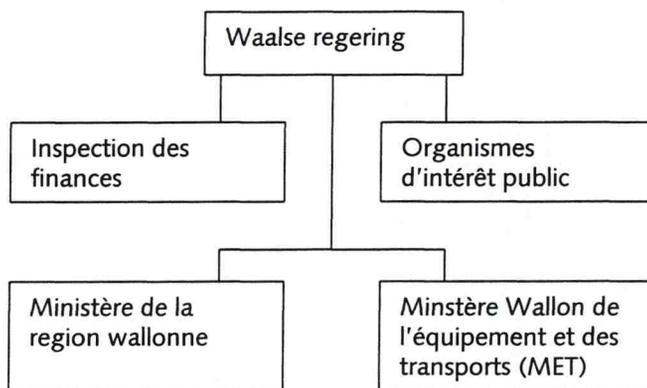 Waalse regering
Inspection des
finances
Organismes
d'intérêt public
Ministère de la
region wallonne
Minstère Wallon de
l'équipement et des
transports (MET)